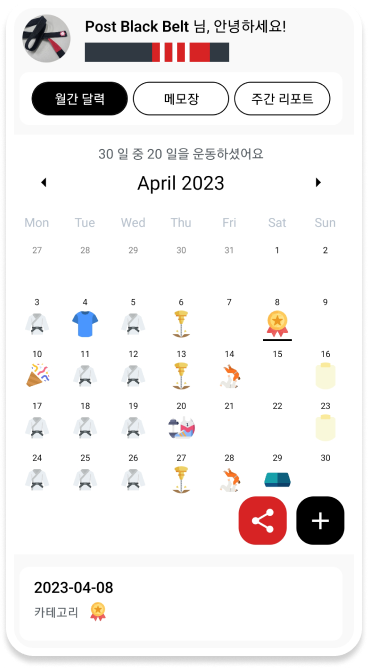 Post Black Belt 님, 안녕하세요!
월간 달력 메모장 주간 리포트
30 일 중 20 일을 운동하셨어요
April 2023
Mon Tue Wed Thu Fri Sat Sun
27 28 29 30 31 1 2
3 4 5 6 7 8 9
10 11 12 13 14 15 16
17 18 19 20 21 22 23
24 25 26 27 28 29 30
2023-04-08
카테고리